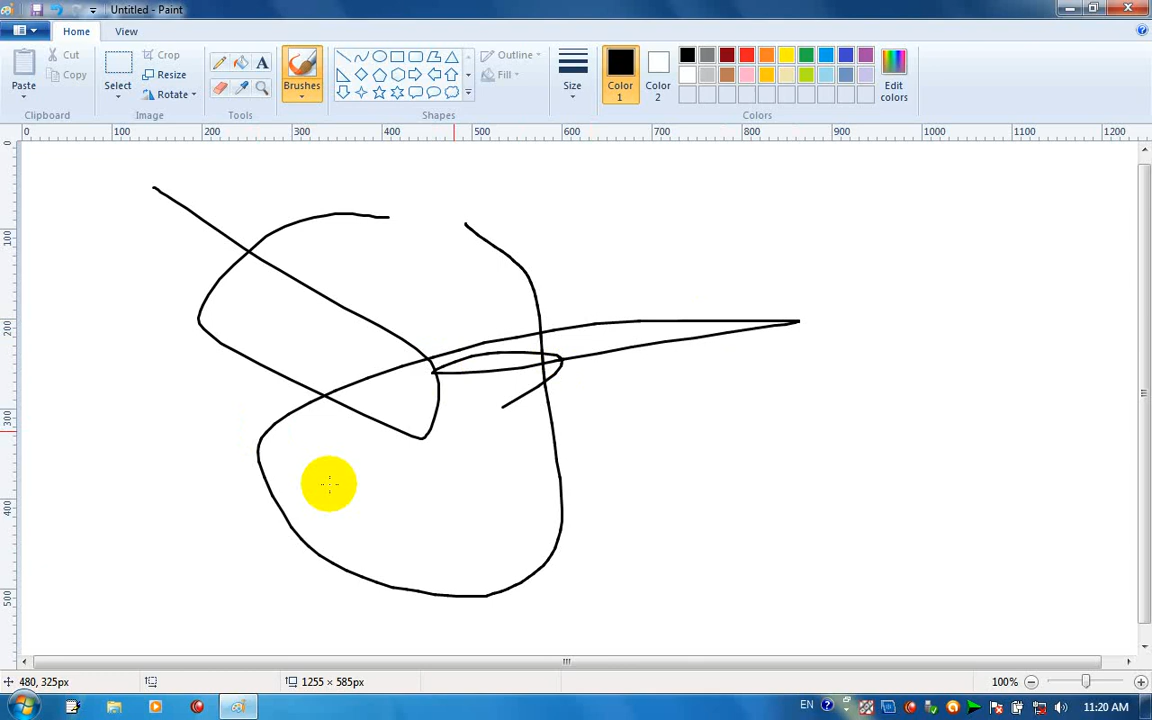 Untitled - Paint
Home
View
Paste
Cut
Copy
Clipboard
Select
Crop
Resize
Rotate
Image
A
Tools
Brushes
Outline
Fill
Shapes
Size
Color 1
Color 2
Edit colors
Colors
0 100 200 300 400 500 600 700 800 900 1000 1100 1200
0
100
200
300
400
500
480, 325px
1255 × 585px
100%
EN
11:20 AM